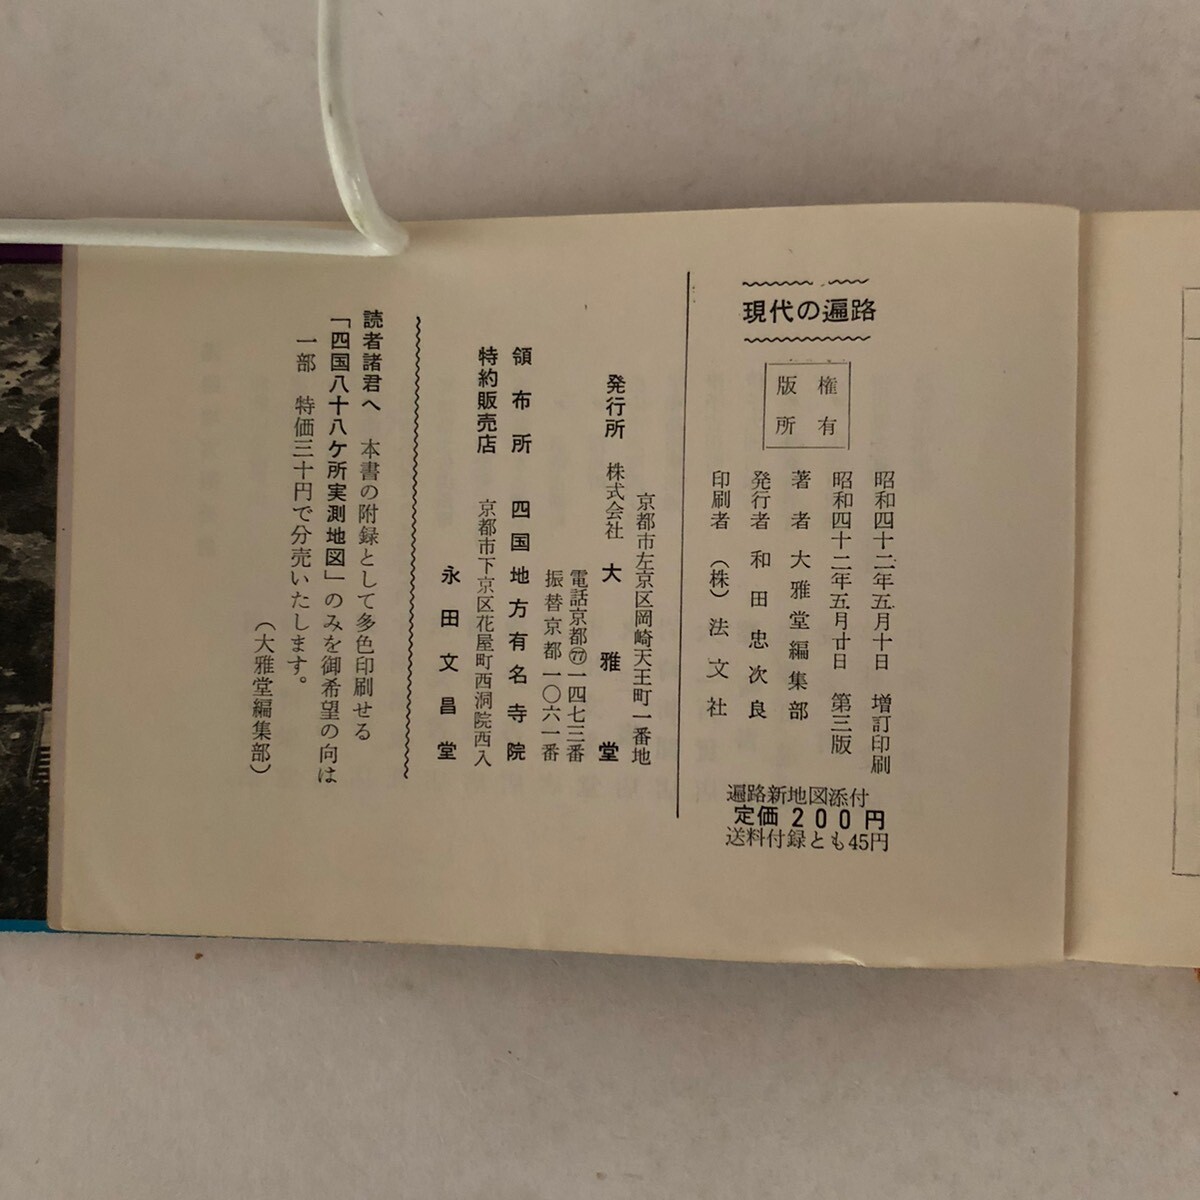 現代の遍路
版権
所有
昭和四十二年五月十日　増訂印刷
昭和四十二年五月廿日　第三版
著者　大雅堂編集部
発行者　和田忠次良
印刷者　（株）法文社
遍路新地図添付
定価200円
送料付録とも45円
京都市左京区岡崎天王町一番地
発行所　株式会社　大雅堂
電話京都(77)一四七三番
振替京都一〇六一番
領布所　四国地方有名寺院
特約販売店　京都市下京区花屋町西洞院西入
永田文昌堂
読者諸君へ　本書の附録として多色印刷せる
「四国八十八ケ所実測地図」のみを御希望の向は
一部　特価三十円で分売いたします。
（大雅堂編集部）